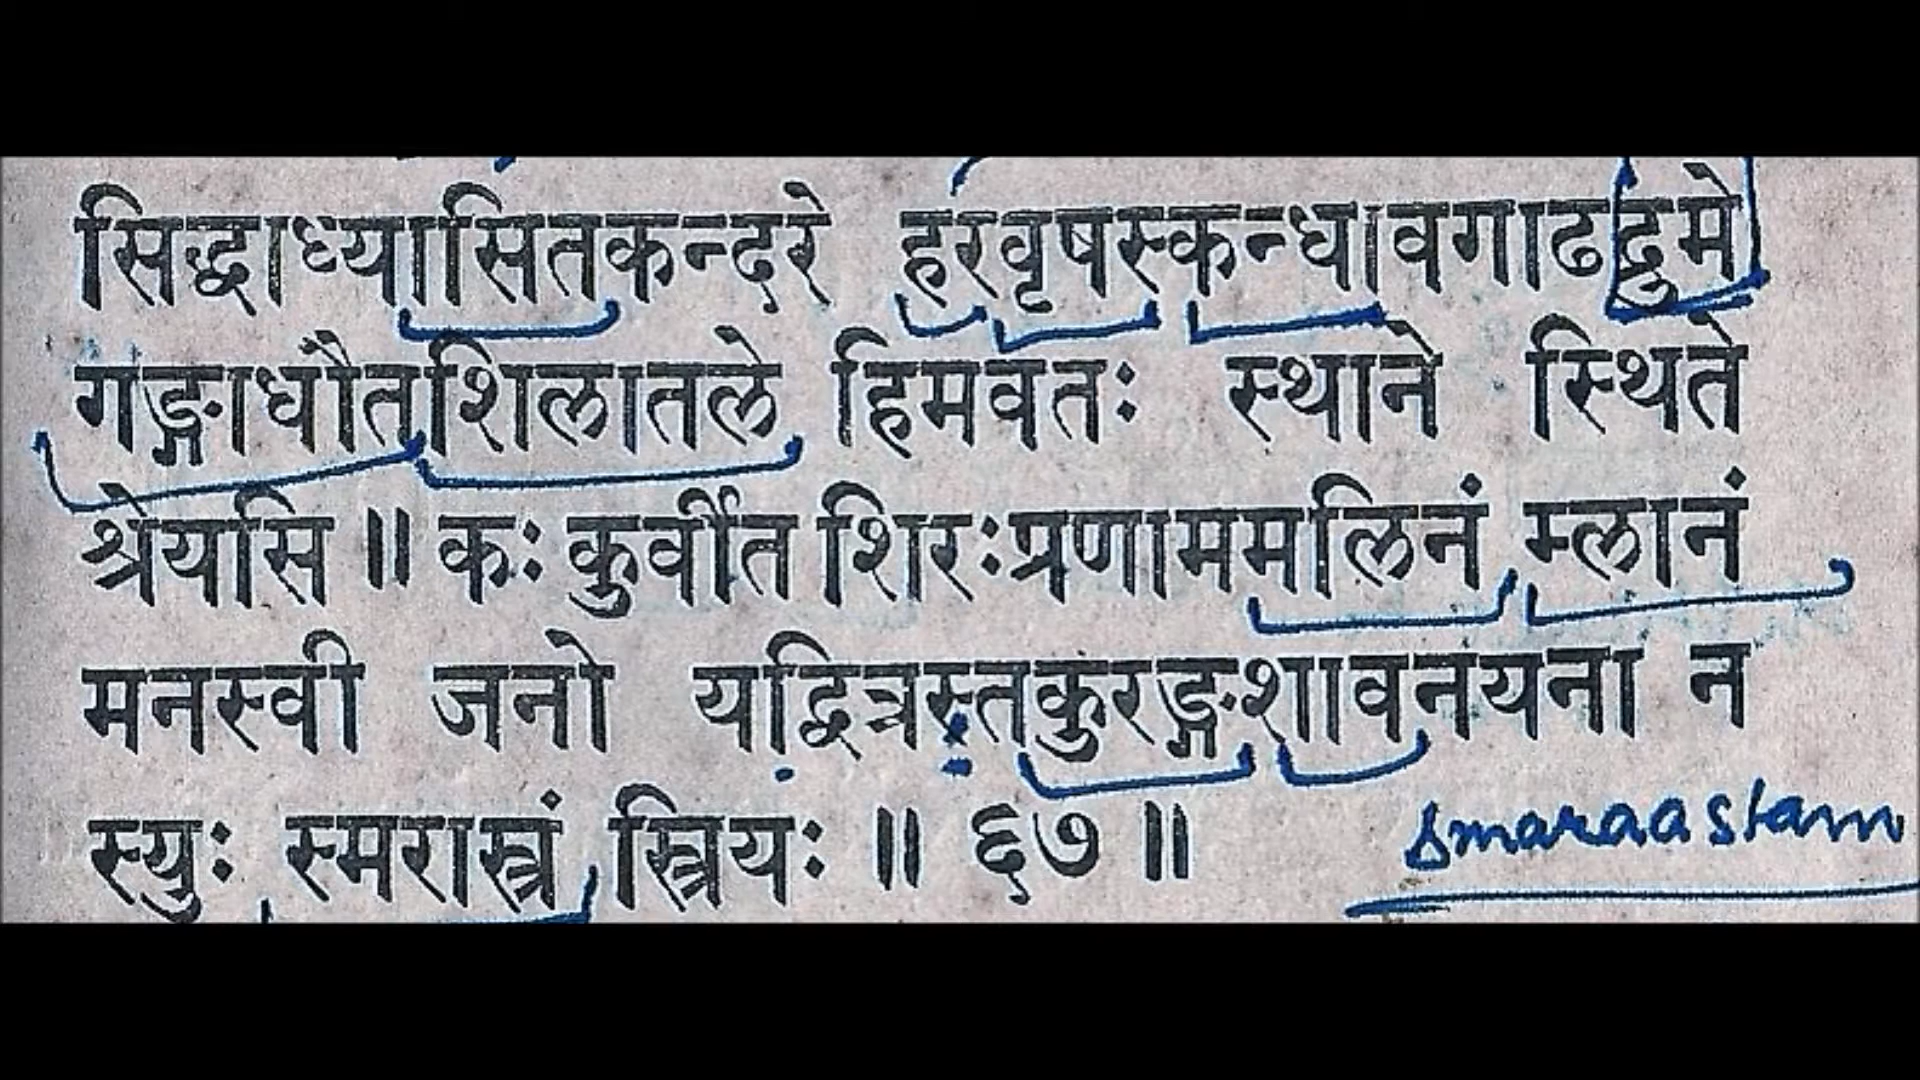 सिद्धाध्यासितकन्दरे हरवृषस्कन्धावगाढद्रुमे
गङ्गाधौतशिलातले हिमवतः स्थाने स्थिते
श्रेयसि ॥ कः कुर्वीत शिरःप्रणाममलिनं म्लानं
मनस्वी जनो यद्वित्रस्तकुरङ्गशावनयना न
स्युः स्मरास्त्रं स्त्रियः ॥ ६७ ॥ smaraastam